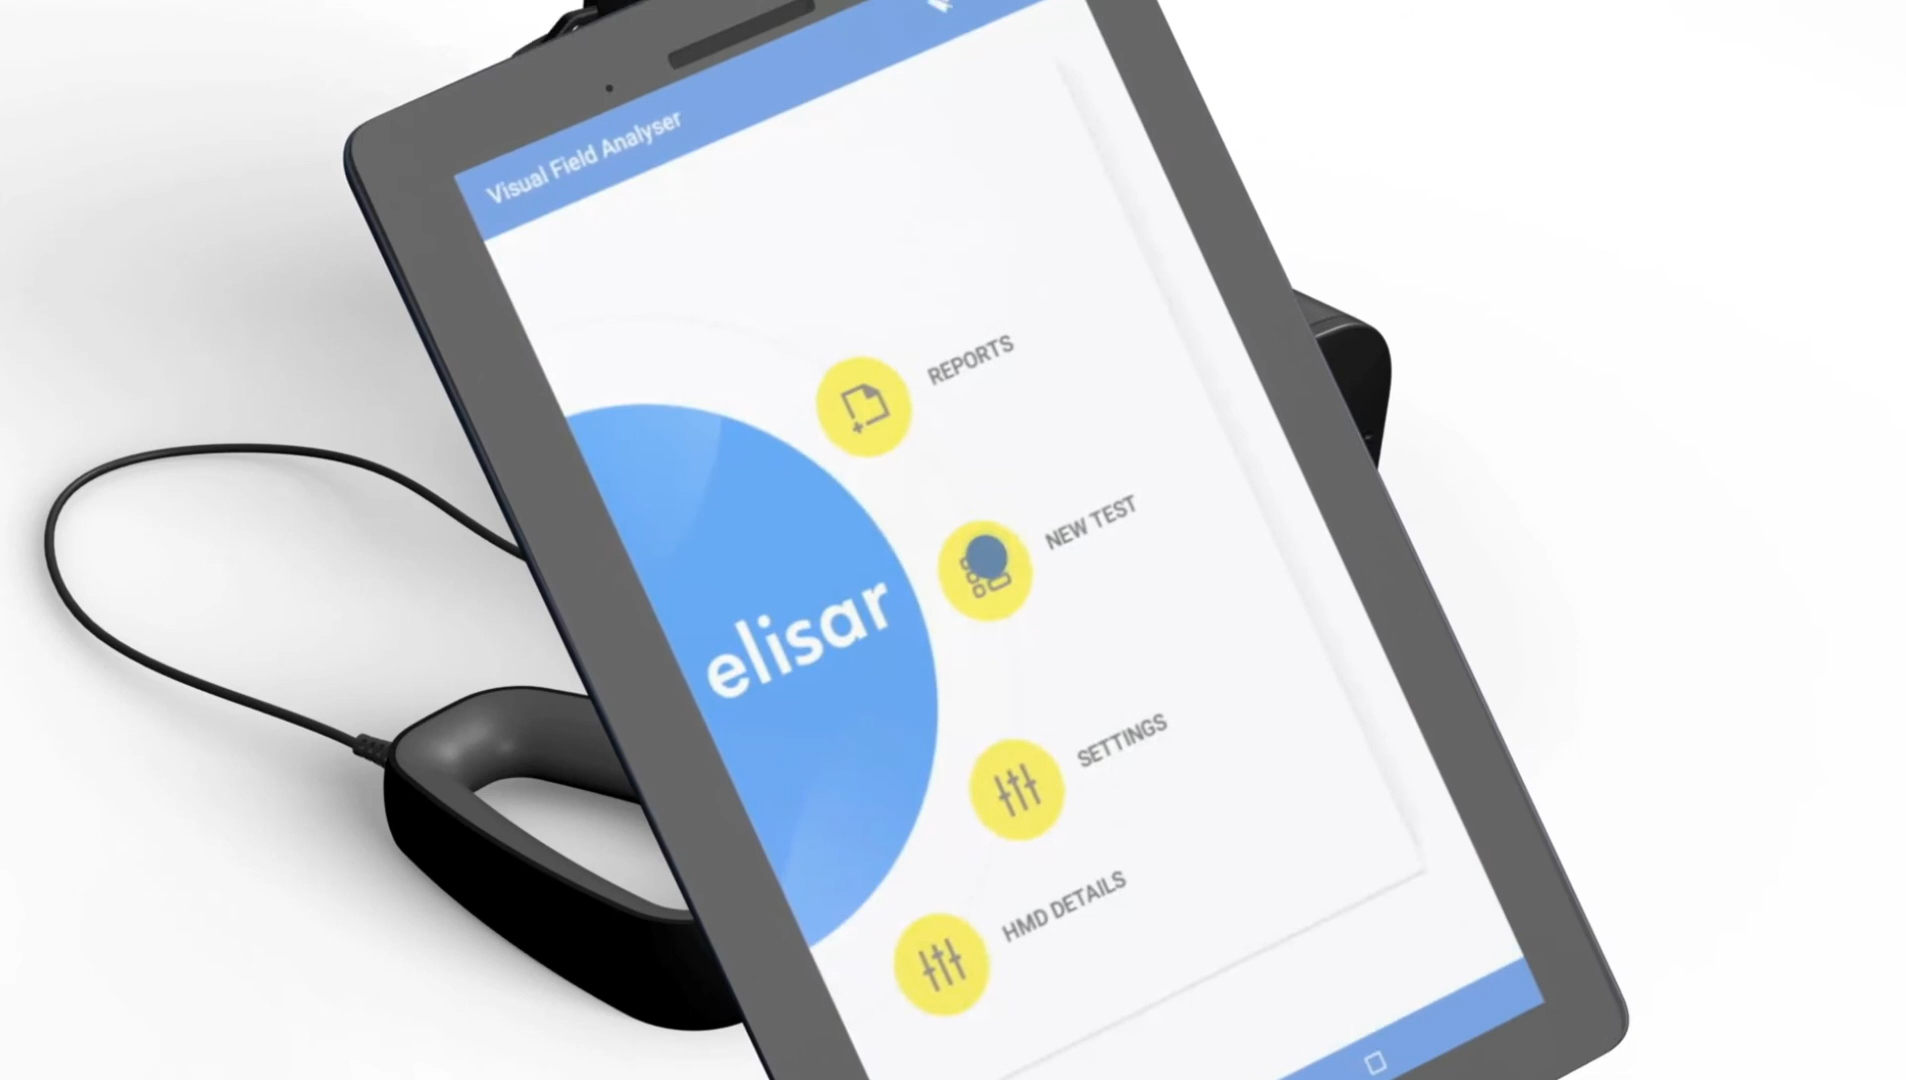 Visual Field Analyser
REPORTS
NEW TEST
elisar
SETTINGS
HMD DETAILS